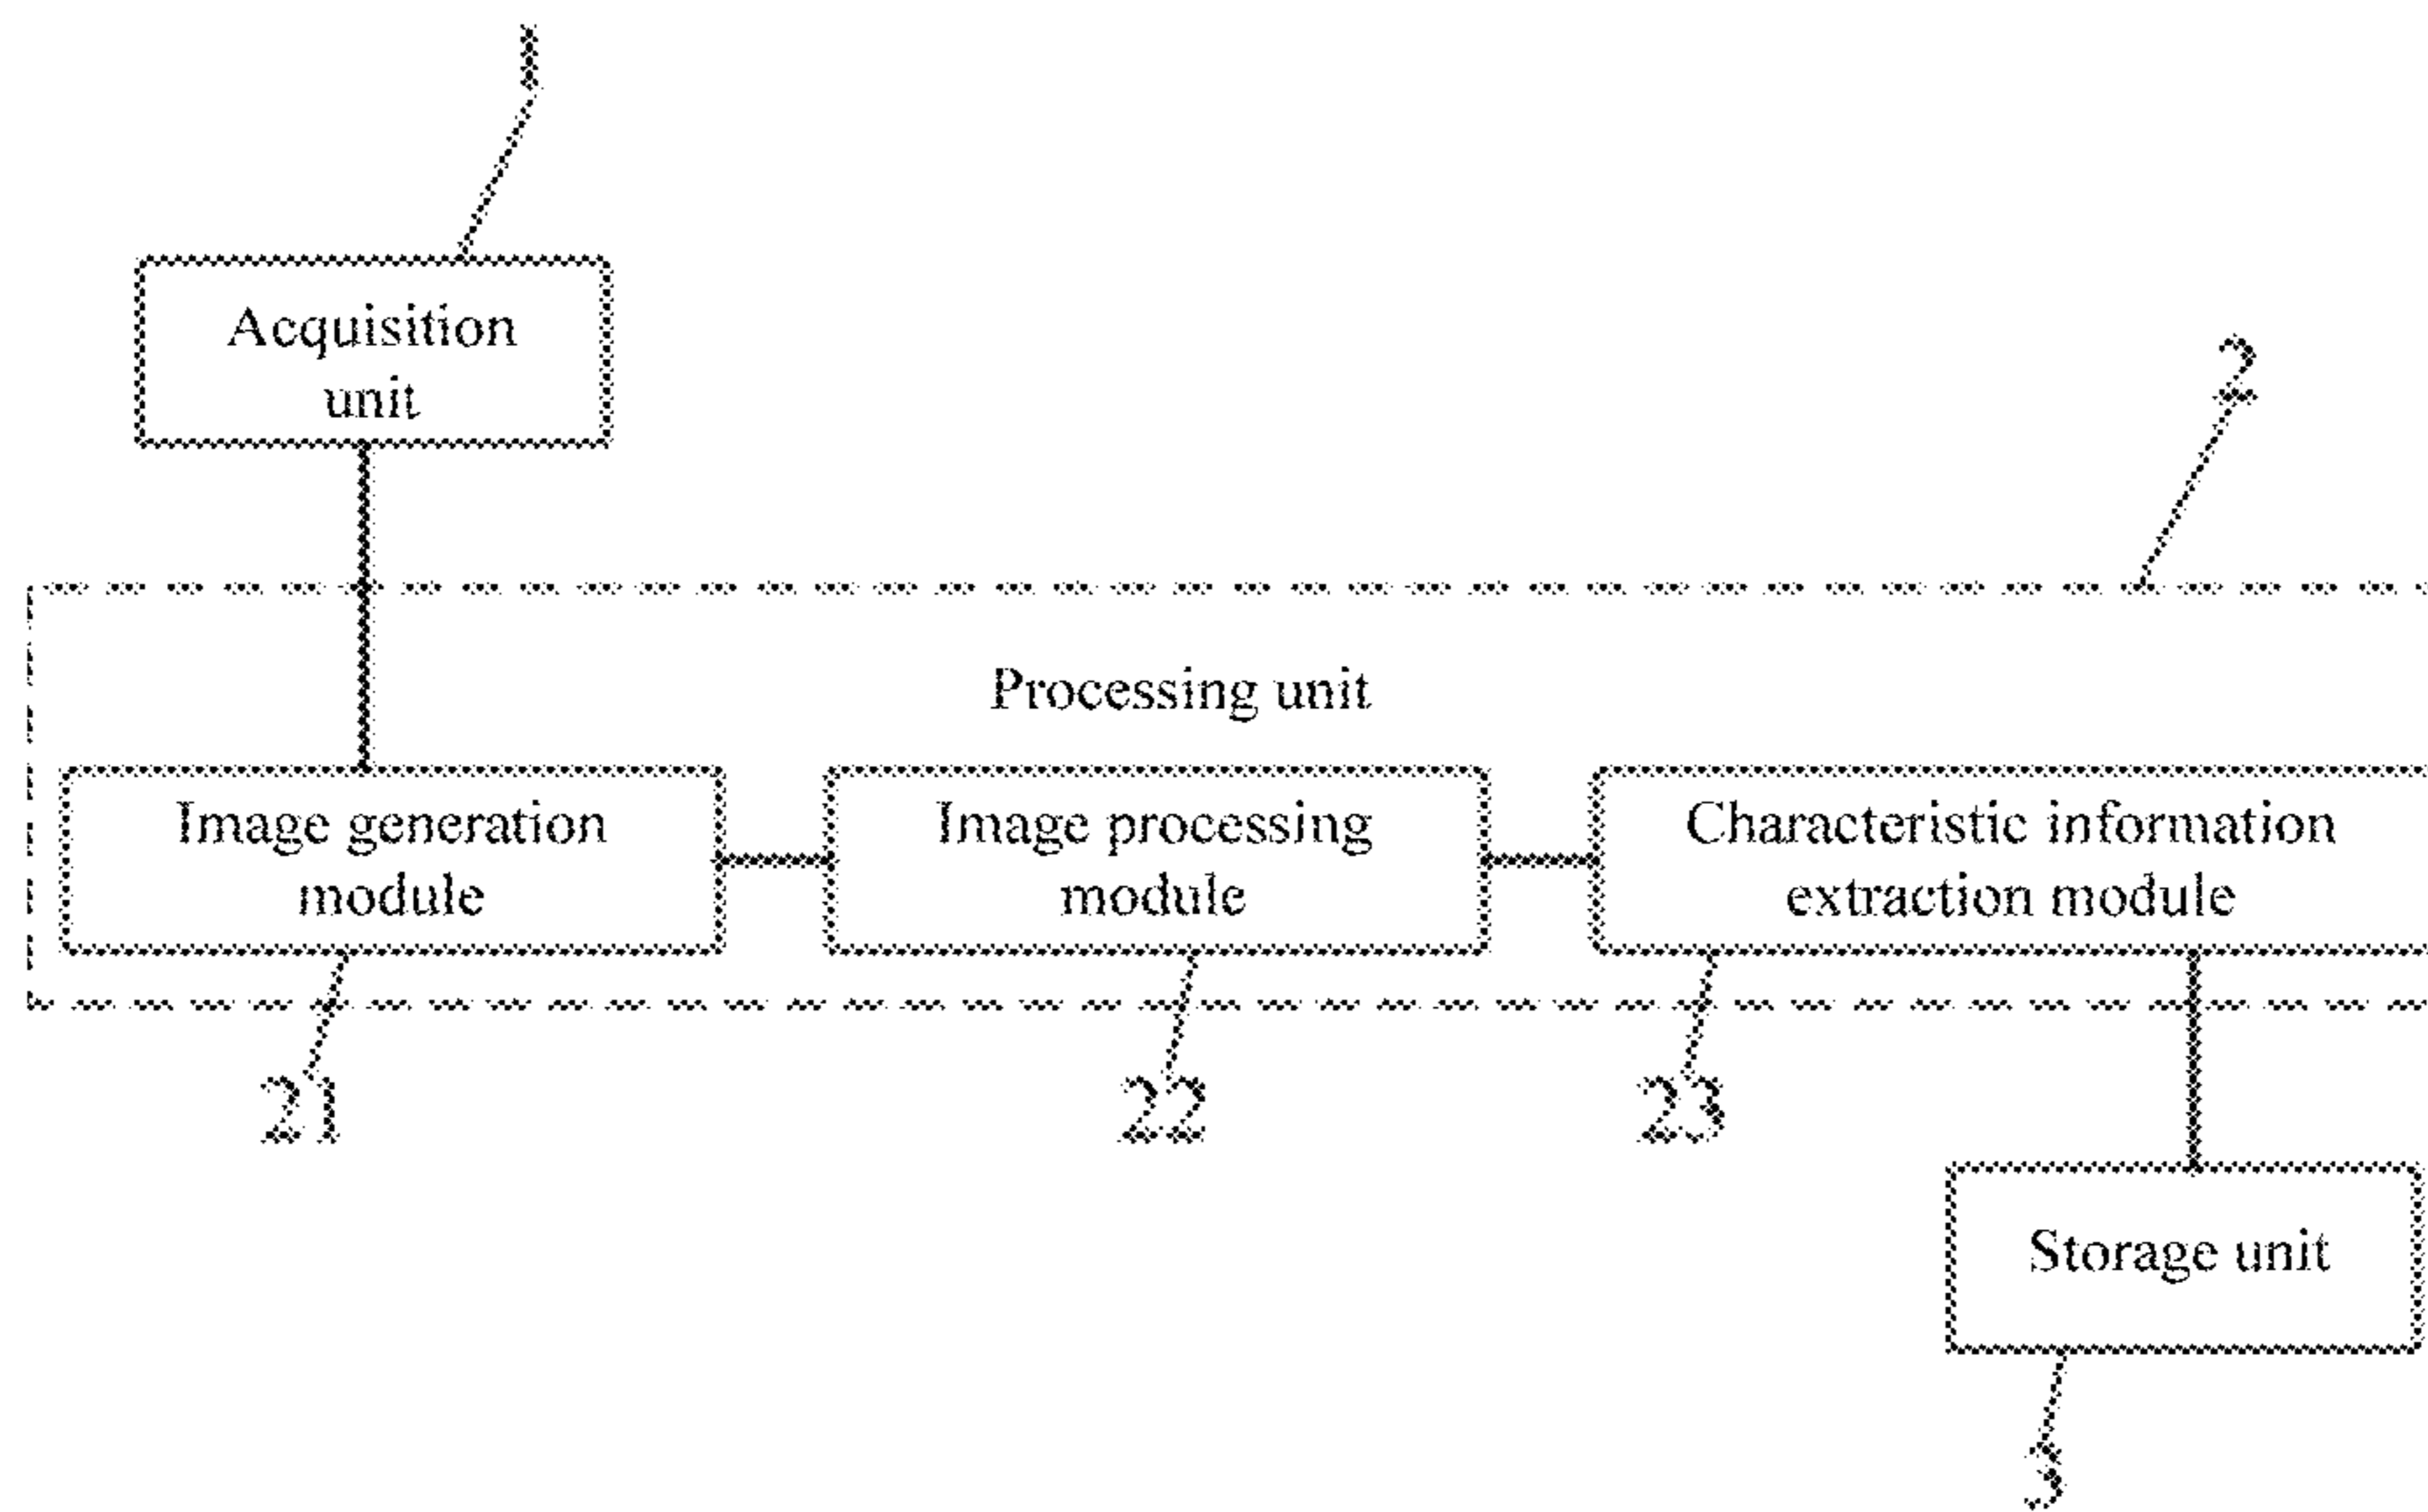 1
Acquisition
unit
2
Processing unit
Image generation
module
Image processing
module
Characteristic information
extraction module
21
22
23
Storage unit
3